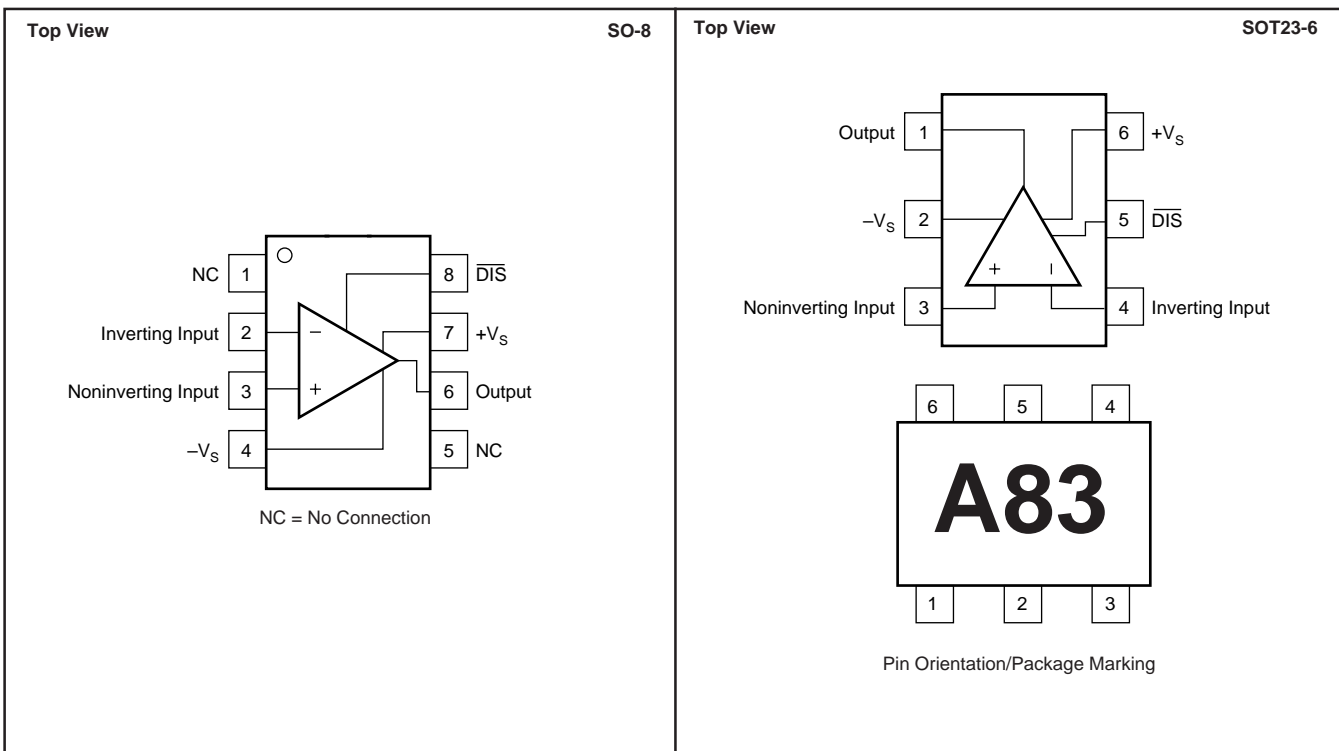 Top View
SO-8
NC 1
8 D̅I̅S̅
Inverting Input 2
−
7 +VS
Noninverting Input 3
+
6 Output
–VS 4
5 NC
NC = No Connection
Top View
SOT23-6
Output 1
6 +VS
–VS 2
5 D̅I̅S̅
+ −
Noninverting Input 3
4 Inverting Input
6 5 4
A83
1 2 3
Pin Orientation/Package Marking